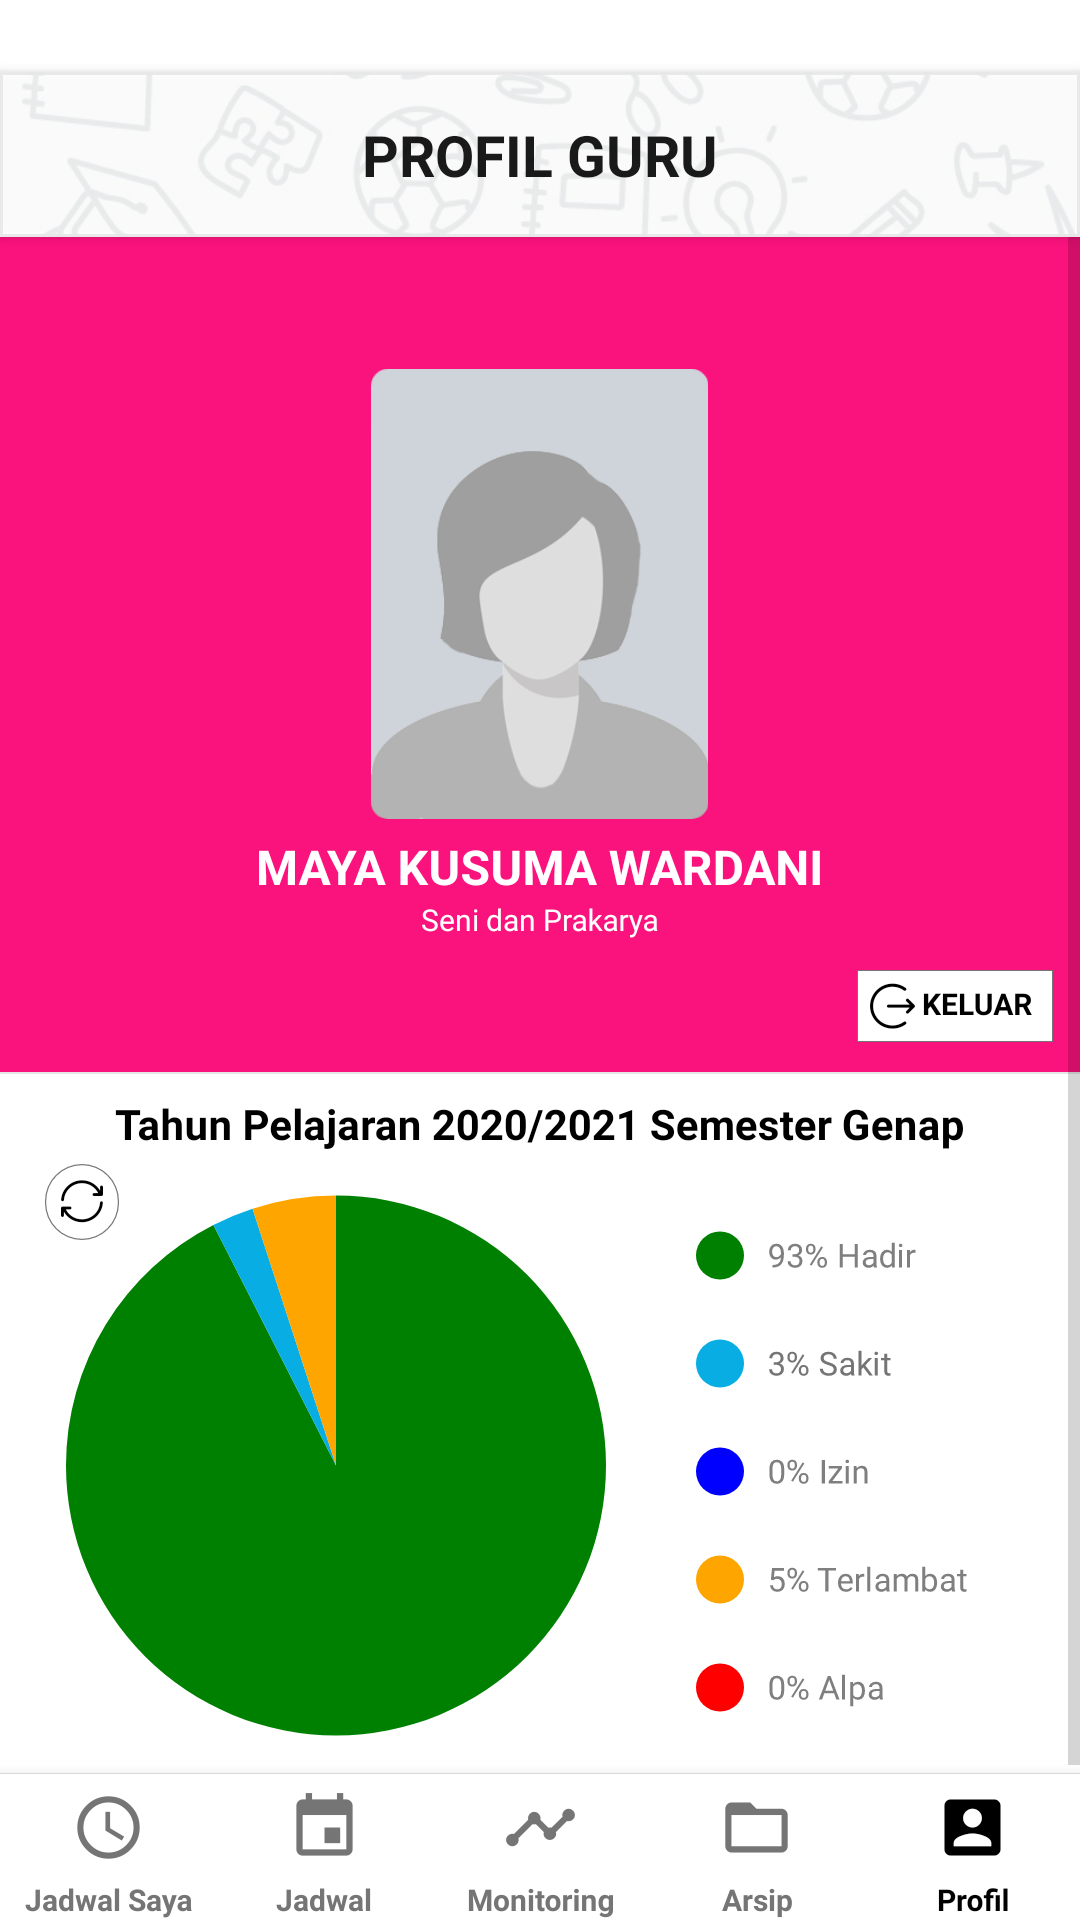 PROFIL GURU
MAYA KUSUMA WARDANI
Seni dan Prakarya
KELUAR
Tahun Pelajaran 2020/2021 Semester Genap
93% Hadir
3% Sakit
0% Izin
5% Terlambat
0% Alpa
Jadwal Saya
Jadwal
Monitoring
Arsip
Profil